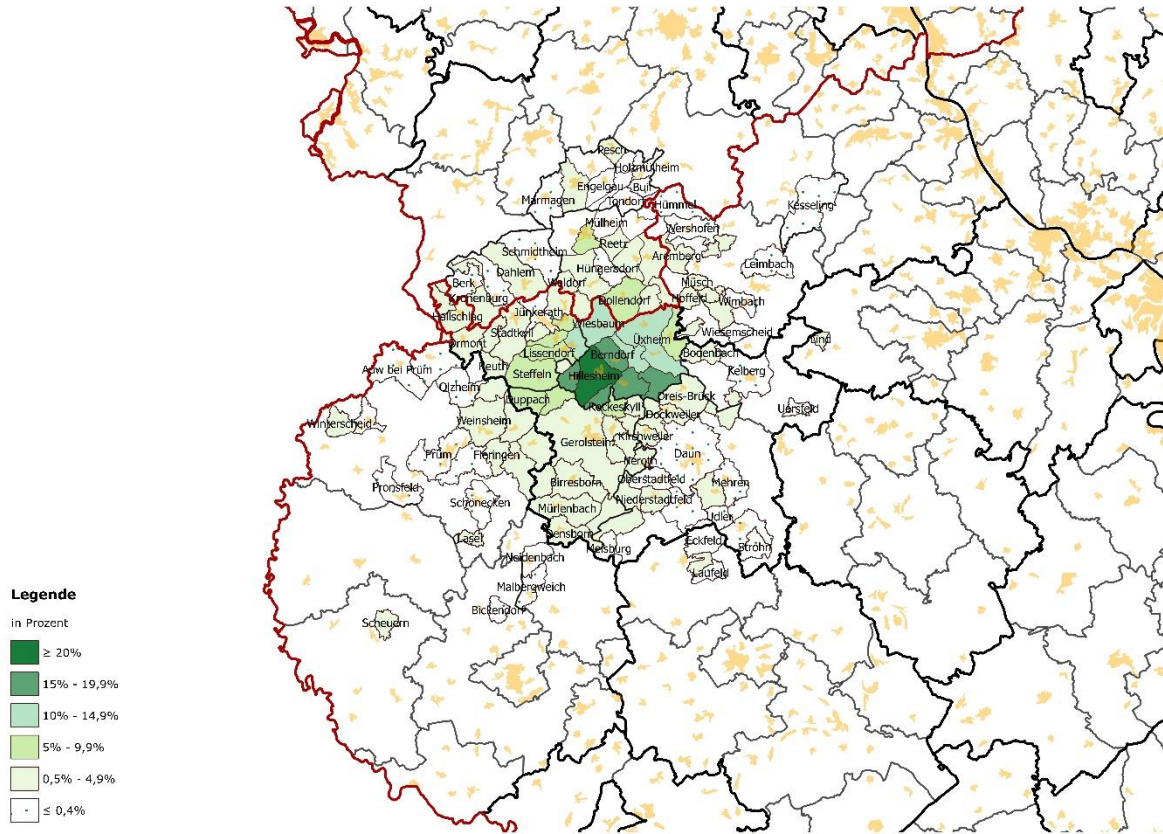 Pesch
Holzmülheim
Engelgau
Buir
Marmagen
Tondorf
Hümmel
Kesseling
Mülheim
Wershofen
Reetz
Schmidtheim
Aremberg
Leimbach
Dahlem
Hüngersdorf
Berk
Waldorf
Müsch
Kronenburg
Dollendorf
Hoffeld
Wimbach
Hallschlag
Jünkerath
Wiesbaum
Stadtkyll
Wiesemscheid
Ormont
Üxheim
Lind
Lissendorf
Berndorf
Bodenbach
Reuth
Auw bei Prüm
Steffeln
Hillesheim
Kelberg
Olzheim
Duppach
Dreis-Brück
Rockeskyll
Dockweiler
Uersfeld
Winterscheid
Weinsheim
Gerolstein
Kirchweiler
Prüm
Fleringen
Daun
Neroth
Oberstadtfeld
Birresborn
Mehren
Pronsfeld
Schönecken
Niederstadtfeld
Mürlenbach
Udler
Densborn
Lasel
Eckfeld
Strohn
Meisburg
Neidenbach
Laufeld
Malbergweich
Bickendorf
Scheuern
Legende
in Prozent
≥ 20%
15% - 19,9%
10% - 14,9%
5% - 9,9%
0,5% - 4,9%
≤ 0,4%